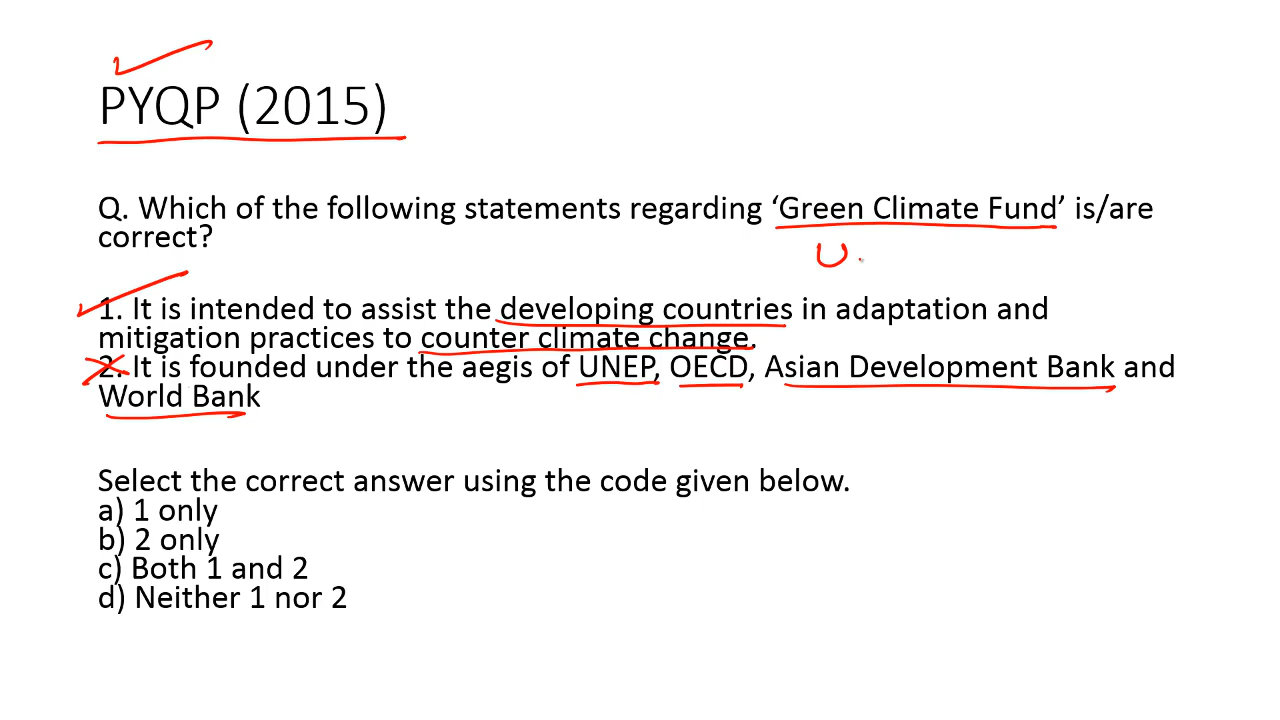 PYQP (2015)
Q. Which of the following statements regarding ‘Green Climate Fund’ is/are
correct?
U
1. It is intended to assist the developing countries in adaptation and
mitigation practices to counter climate change.
2. It is founded under the aegis of UNEP, OECD, Asian Development Bank and
World Bank
Select the correct answer using the code given below.
a) 1 only
b) 2 only
c) Both 1 and 2
d) Neither 1 nor 2